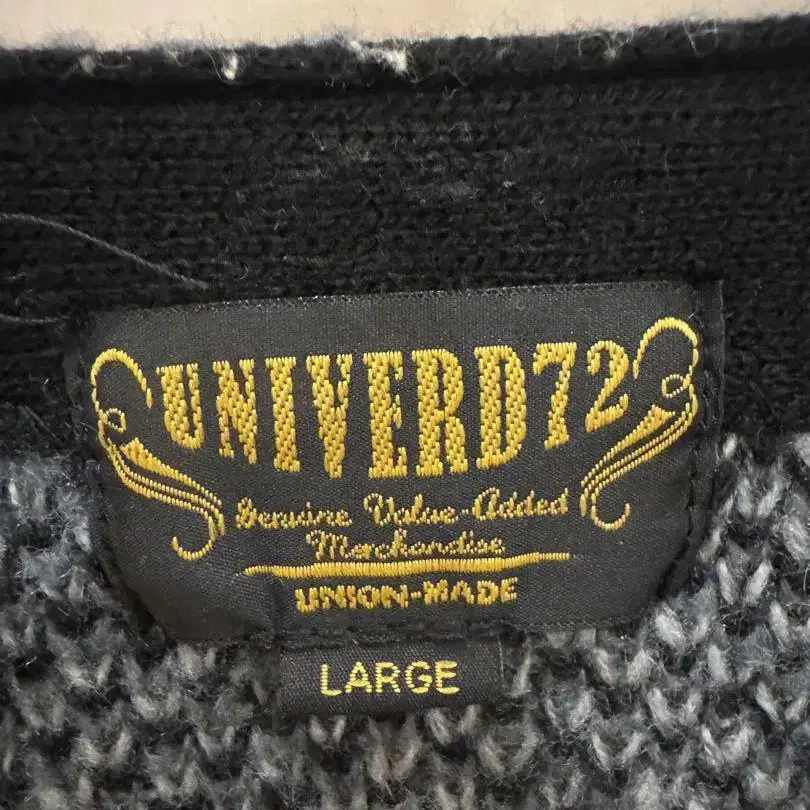 UNIVERD72
Genuine Value-Added
Merchandise
UNION-MADE
LARGE